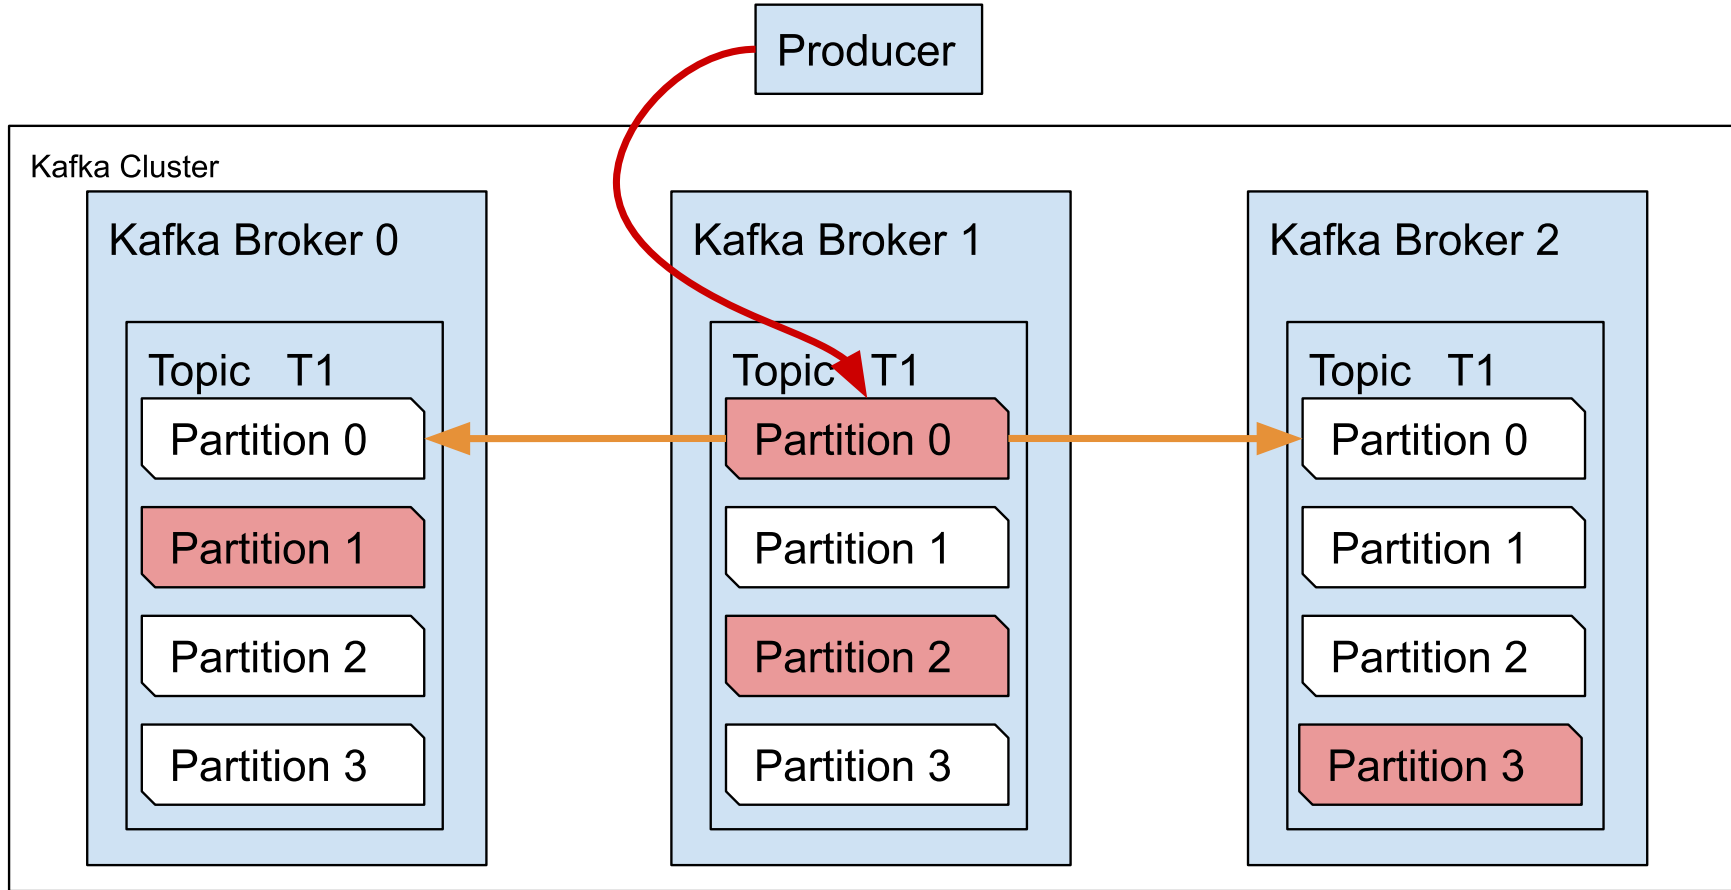 Producer
Kafka Cluster
Kafka Broker 0
Topic T1
Partition 0
Partition 1
Partition 2
Partition 3
Kafka Broker 1
Topic T1
Partition 0
Partition 1
Partition 2
Partition 3
Kafka Broker 2
Topic T1
Partition 0
Partition 1
Partition 2
Partition 3